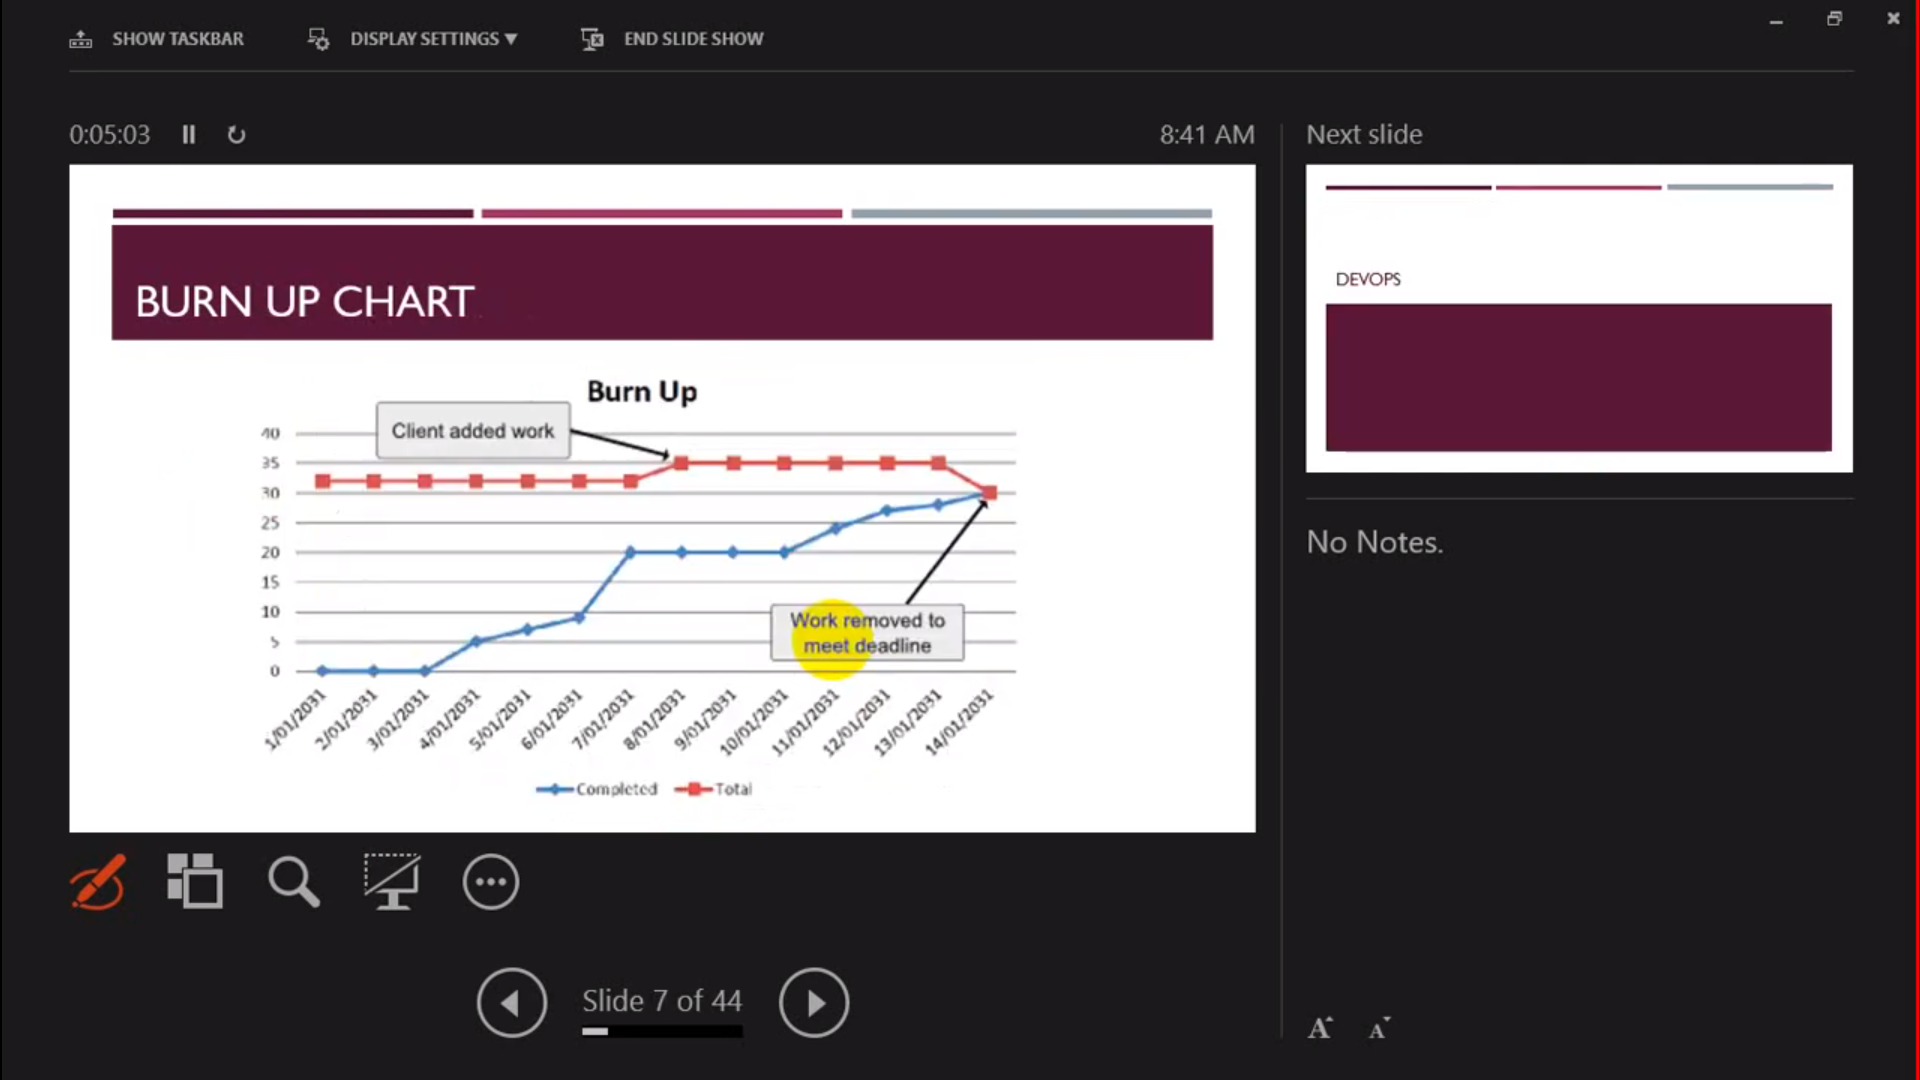 SHOW TASKBAR
DISPLAY SETTINGS
END SLIDE SHOW
0:05:03
8:41 AM
Next slide
BURN UP CHART
Burn Up
Client added work
40
35
30
25
20
15
10
5
0
Work removed to
meet deadline
1/01/2031
2/01/2031
3/01/2031
4/01/2031
5/01/2031
6/01/2031
7/01/2031
8/01/2031
9/01/2031
10/01/2031
11/01/2031
12/01/2031
13/01/2031
14/01/2031
Completed
Total
DEVOPS
No Notes.
Slide 7 of 44
A
A